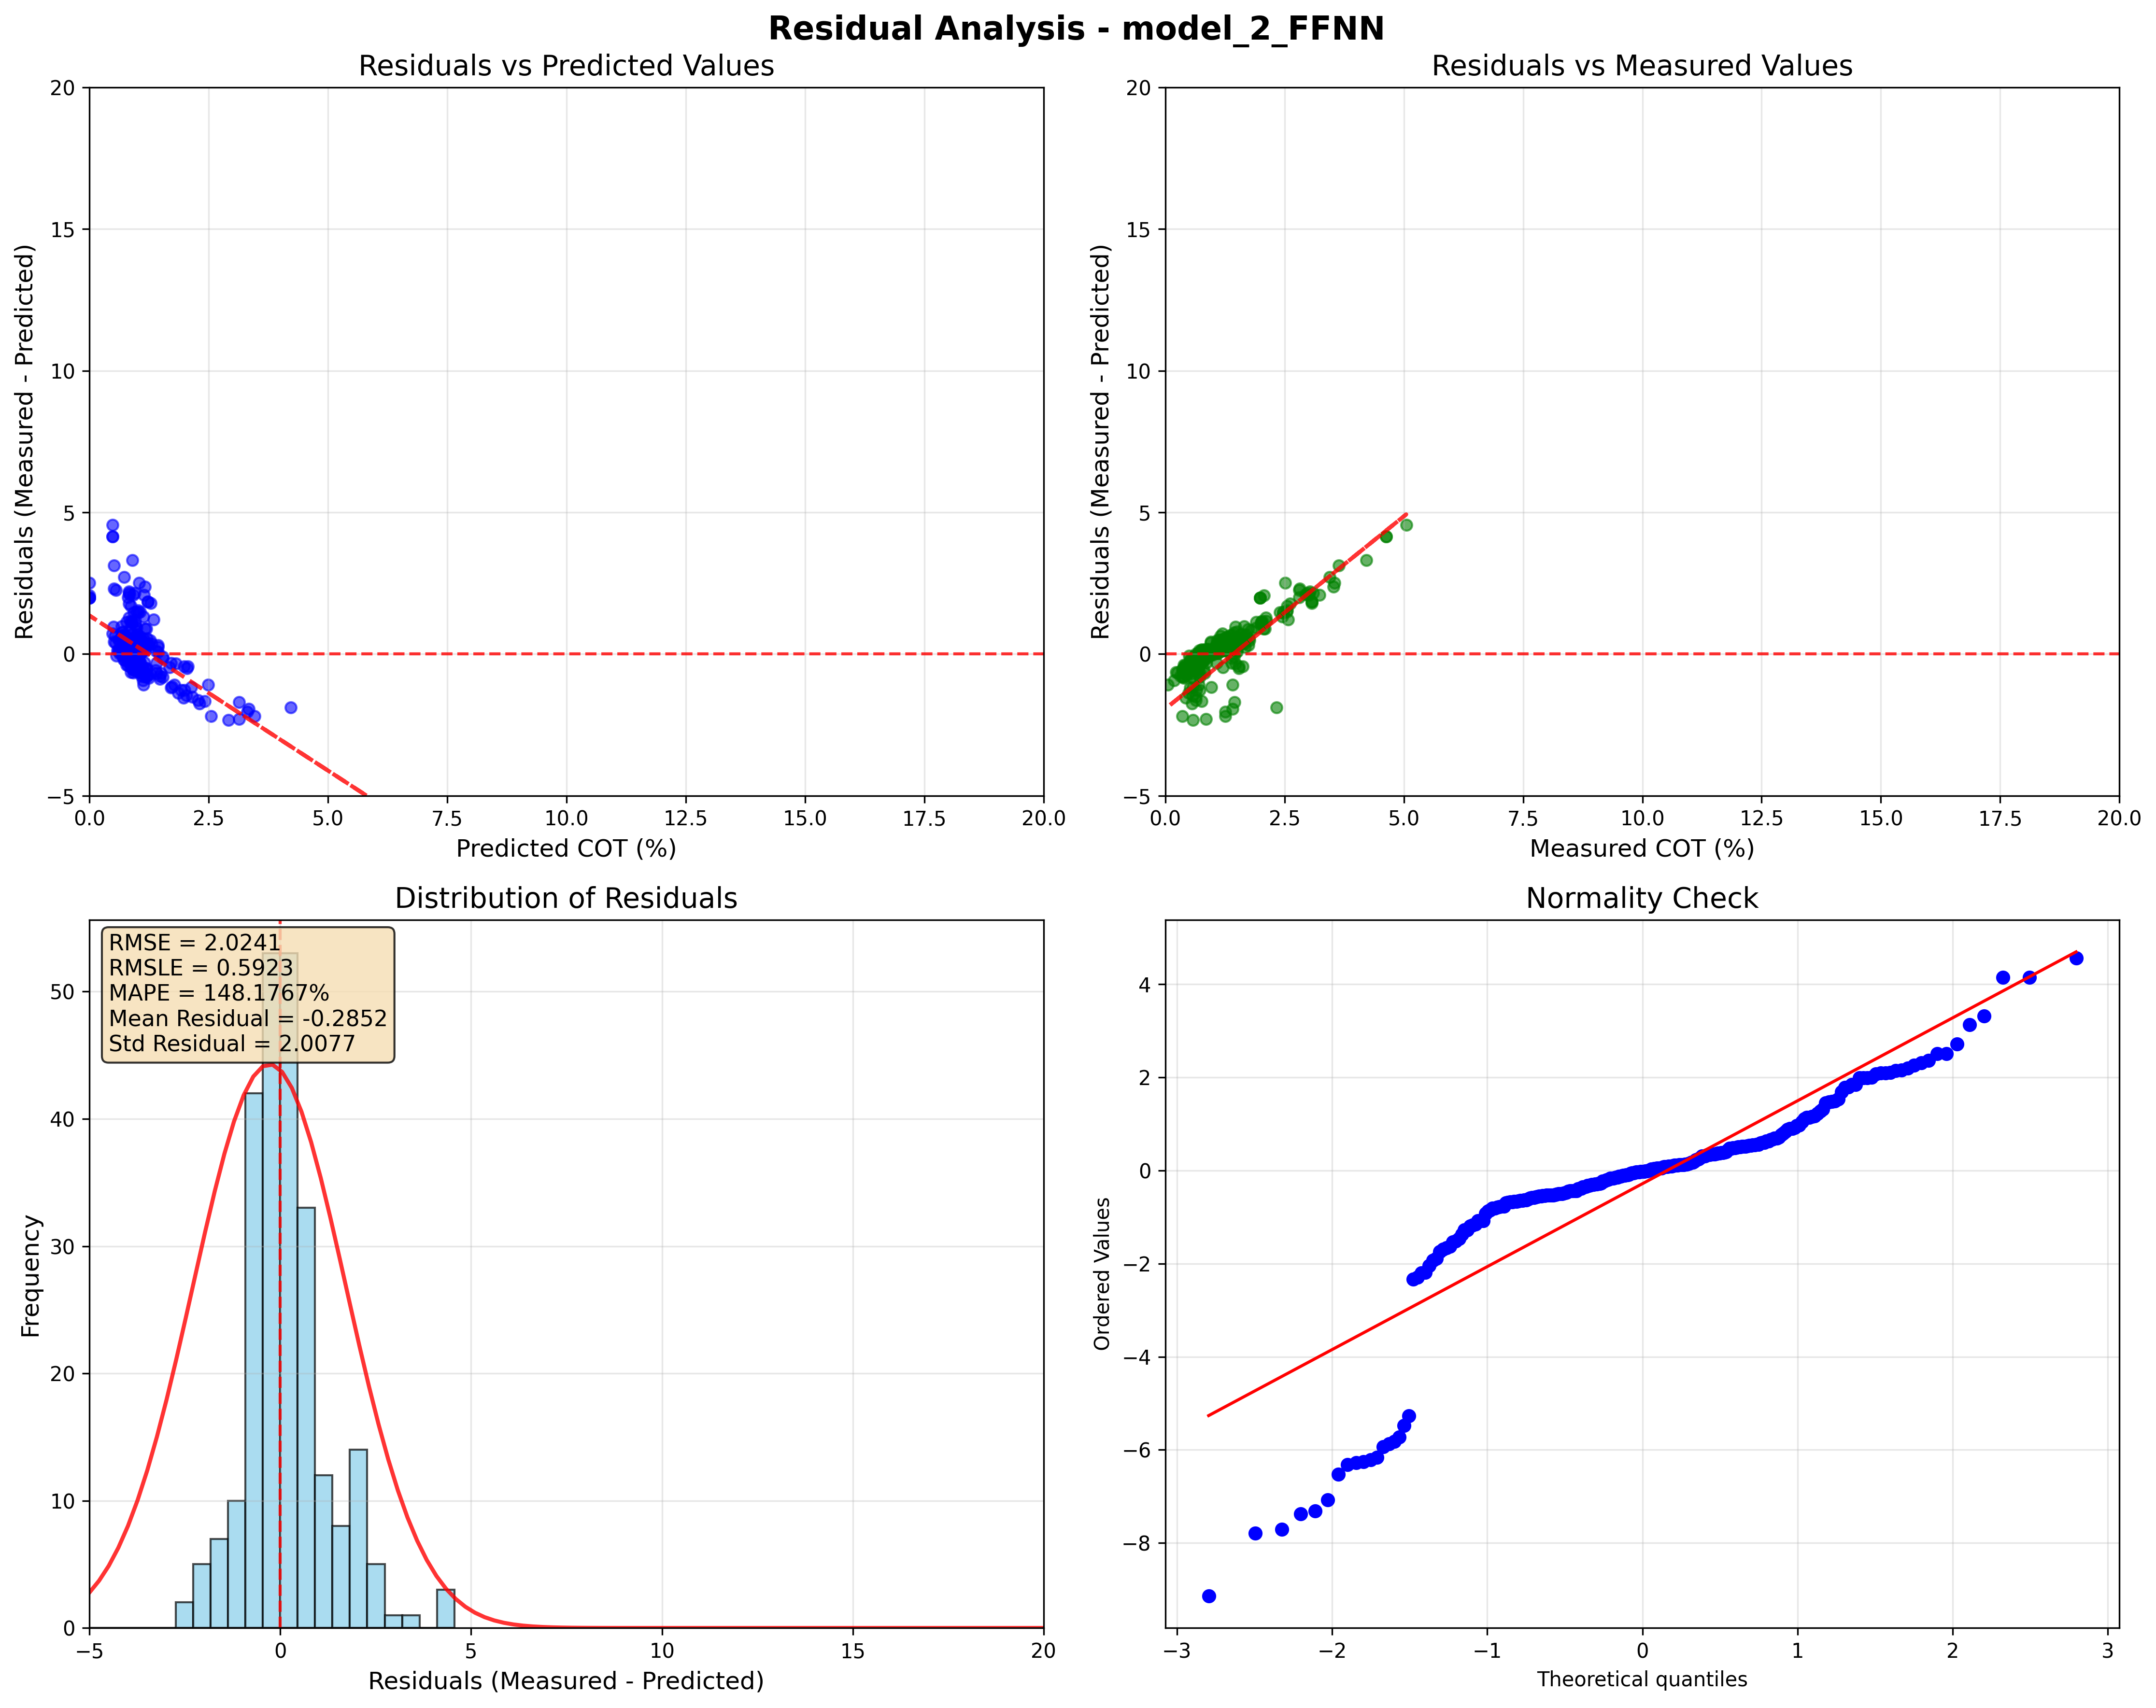 Residual Analysis - model_2_FFNN
Residuals vs Predicted Values
20
15
10
5
0
−5
Residuals (Measured - Predicted)
0.0 2.5 5.0 7.5 10.0 12.5 15.0 17.5 20.0
Predicted COT (%)
Residuals vs Measured Values
20
15
10
5
0
−5
Residuals (Measured - Predicted)
0.0 2.5 5.0 7.5 10.0 12.5 15.0 17.5 20.0
Measured COT (%)
Distribution of Residuals
RMSE = 2.0241
RMSLE = 0.5923
MAPE = 148.1767%
Mean Residual = -0.2852
Std Residual = 2.0077
50
40
30
20
10
0
Frequency
−5 0 5 10 15 20
Residuals (Measured - Predicted)
Normality Check
4
2
0
−2
−4
−6
−8
Ordered Values
−3 −2 −1 0 1 2 3
Theoretical quantiles